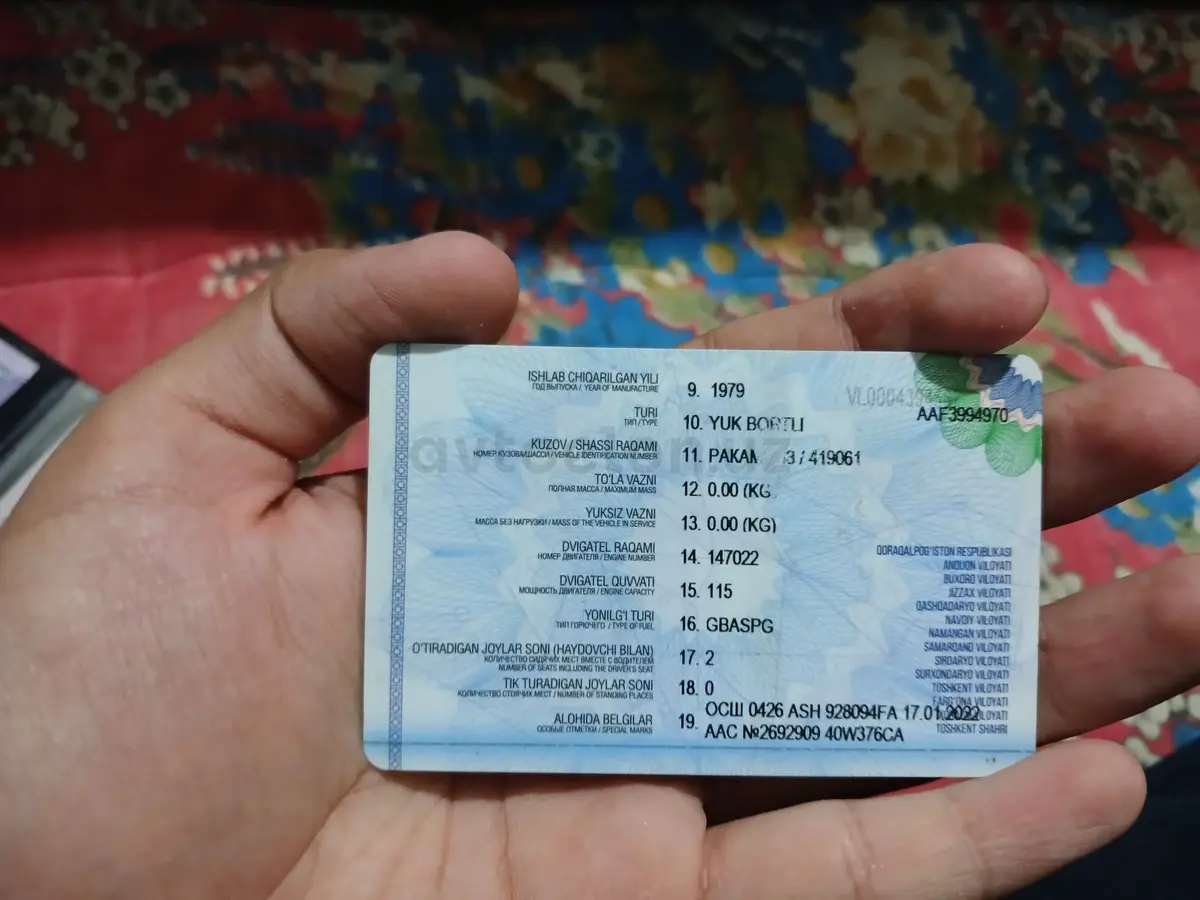 ISHLAB CHIQARILGAN YILI
ГОД ВЫПУСКА / YEAR OF MANUFACTURE
9. 1979
VL0004394
AAF3994970
TURI
ТИП / TYPE
10. YUK BORTLI
KUZOV / SHASSI RAQAMI
НОМЕР КУЗОВА/ШАССИ / VEHICLE IDENTIFICATION NUMBER
11. 3 / 419061
avtoelon.uz
TO'LA VAZNI
ПОЛНАЯ МАССА / MAXIMUM MASS
12. 0.00 (KG
YUKSIZ VAZNI
МАССА БЕЗ НАГРУЗКИ / MASS OF THE VEHICLE IN SERVICE
13. 0.00 (KG)
DVIGATEL RAQAMI
НОМЕР ДВИГАТЕЛЯ / ENGINE NUMBER
14. 147022
DVIGATEL QUVVATI
МОЩНОСТЬ ДВИГАТЕЛЯ / ENGINE CAPACITY
15. 115
YONILG'I TURI
ТИП ГОРЮЧЕГО / TYPE OF FUEL
16. GBASPG
O'TIRADIGAN JOYLAR SONI (HAYDOVCHI BILAN)
КОЛИЧЕСТВО СИДЯЧИХ МЕСТ ВМЕСТЕ С ВОДИТЕЛЕМ
NUMBER OF SEATS INCLUDING THE DRIVER'S SEAT
17. 2
TIK TURADIGAN JOYLAR SONI
КОЛИЧЕСТВО СТОЯЧИХ МЕСТ / NUMBER OF STANDING PLACES
18. 0
ALOHIDA BELGILAR
ОСОБЫЕ ОТМЕТКИ / SPECIAL MARKS
19. ОСШ 0426 ASH 928094FA 17.01.2022
AAC №2692909 40W376CA
QORAQALPOG'ISTON RESPUBLIKASI
ANDIJON VILOYATI
BUXORO VILOYATI
JIZZAX VILOYATI
QASHQADARYO VILOYATI
NAVOIY VILOYATI
NAMANGAN VILOYATI
SAMARQAND VILOYATI
SIRDARYO VILOYATI
SURXONDARYO VILOYATI
TOSHKENT VILOYATI
FARG'ONA VILOYATI
VILOYATI
TOSHKENT SHAHRI